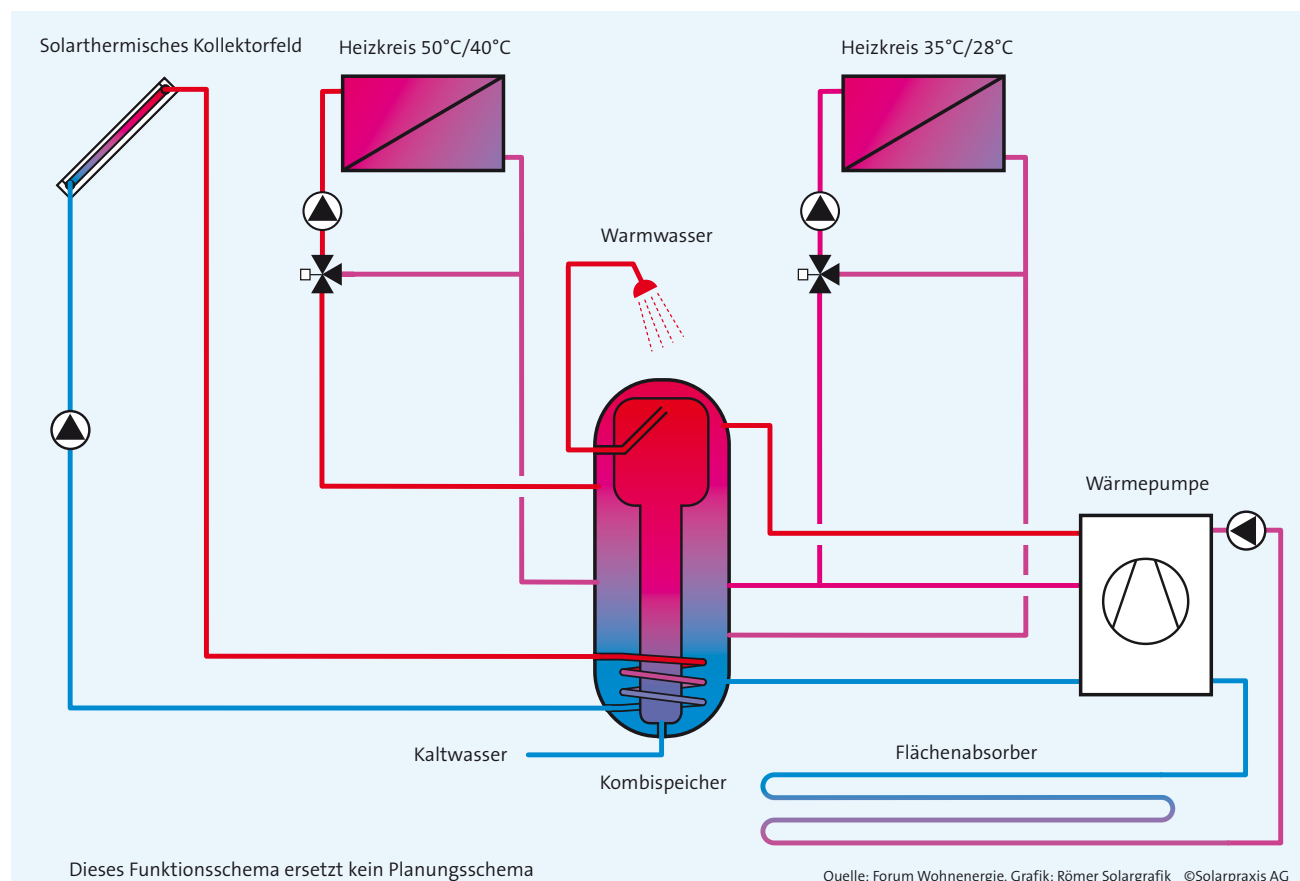 Solarthermisches Kollektorfeld
Heizkreis 50°C/40°C
Heizkreis 35°C/28°C
Warmwasser
Wärmepumpe
Kaltwasser
Flächenabsorber
Kombispeicher
Dieses Funktionsschema ersetzt kein Planungsschema
Quelle: Forum Wohnenergie, Grafik: Römer Solargrafik ©Solarpraxis AG